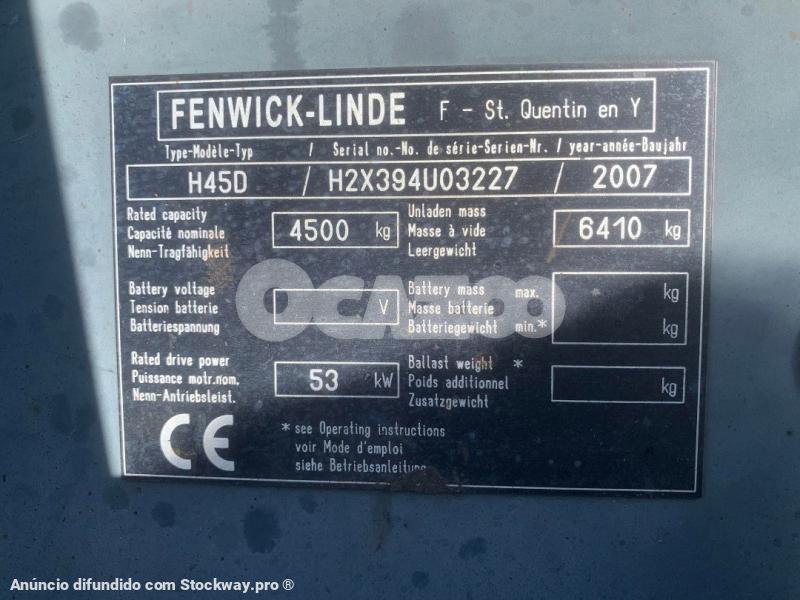 FENWICK-LINDE F - St. Quentin en Y
Type-Modèle-Typ / Serial no.-No. de série-Serien-Nr. / year-année-Baujahr
H45D / H2X394U03227 / 2007
Rated capacity
Capacité nominale
Nenn-Tragfähigkeit
4500 kg
Unladen mass
Masse à vide
Leergewicht
6410 kg
Battery voltage
Tension batterie
Batteriespannung
V
Battery mass max.
Masse batterie
Batteriegewicht min.*
kg
kg
OCAZOO
Rated drive power
Puissance motr.nom.
Nenn-Antriebsleist.
53 kW
Ballast weight *
Poids additionnel
Zusatzgewicht
kg
CE
* see Operating instructions
voir Mode d'emploi
siehe Betriebsanleitung
Anúncio difundido com Stockway.pro ®